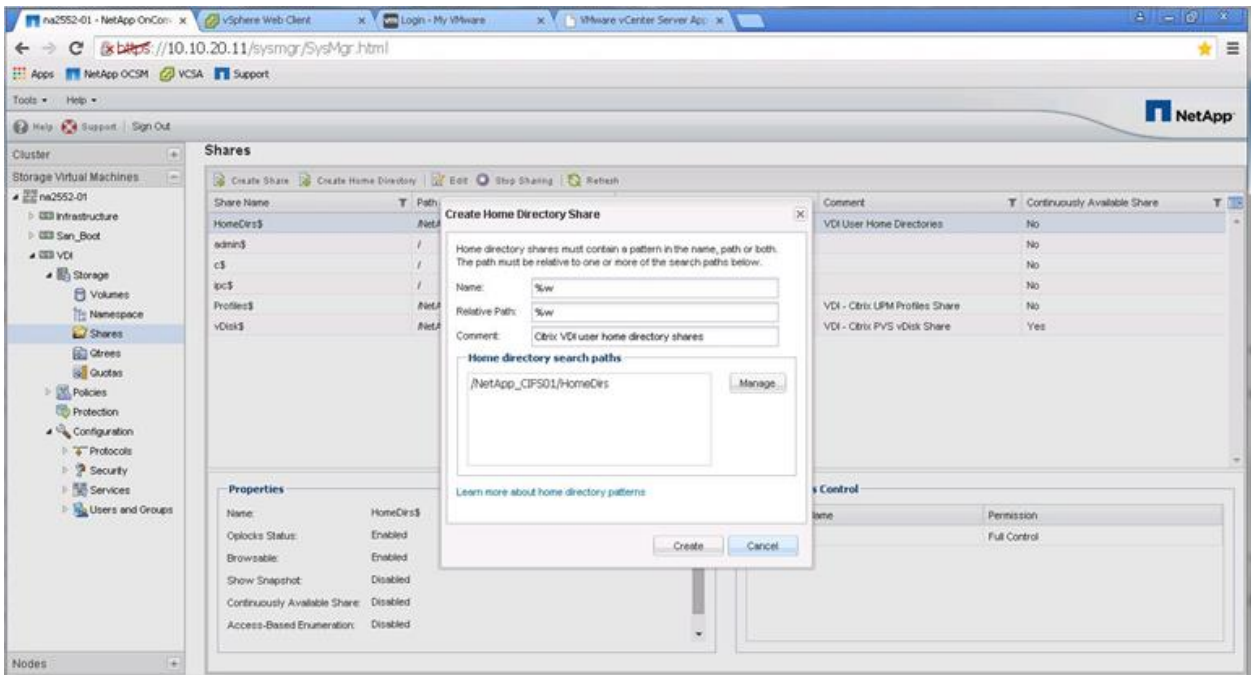 na2552-01 - NetApp OnCom
vSphere Web Client
Login - My VMware
VMware vCenter Server App
https://10.10.20.11/sysmgr/SysMgr.html
Apps NetApp OCSM VCSA Support
Tools Help
NetApp
Help Support Sign Out
Cluster
Shares
Storage Virtual Machines
Create Share Create Home Directory Edit Stop Sharing Refresh
na2552-01
Share Name Path Comment Continuously Available Share
Infrastructure
HomeDirs$ /NetA VDI User Home Directories No
San_Boot
admin$ / No
VDI
c$ / No
Storage
ipc$ / No
Volumes
Profiles$ /NetA VDI - Citrix UPM Profiles Share No
Namespace
vDisk$ /NetA VDI - Citrix PVS vDisk Share Yes
Shares
Qtrees
Quotas
Policies
Protection
Configuration
Protocols
Security
Services
Users and Groups
Create Home Directory Share
Home directory shares must contain a pattern in the name, path or both.
The path must be relative to one or more of the search paths below.
Name: %w
Relative Path: %w
Comment: Citrix VDI user home directory shares
Home directory search paths
/NetApp_CIFS01/HomeDirs
Manage
Learn more about home directory patterns
Create Cancel
Properties
Name: HomeDirs$
Oplocks Status: Enabled
Browsable: Enabled
Show Snapshot: Disabled
Continuously Available Share: Disabled
Access-Based Enumeration: Disabled
s Control
Name Permission
Full Control
Nodes